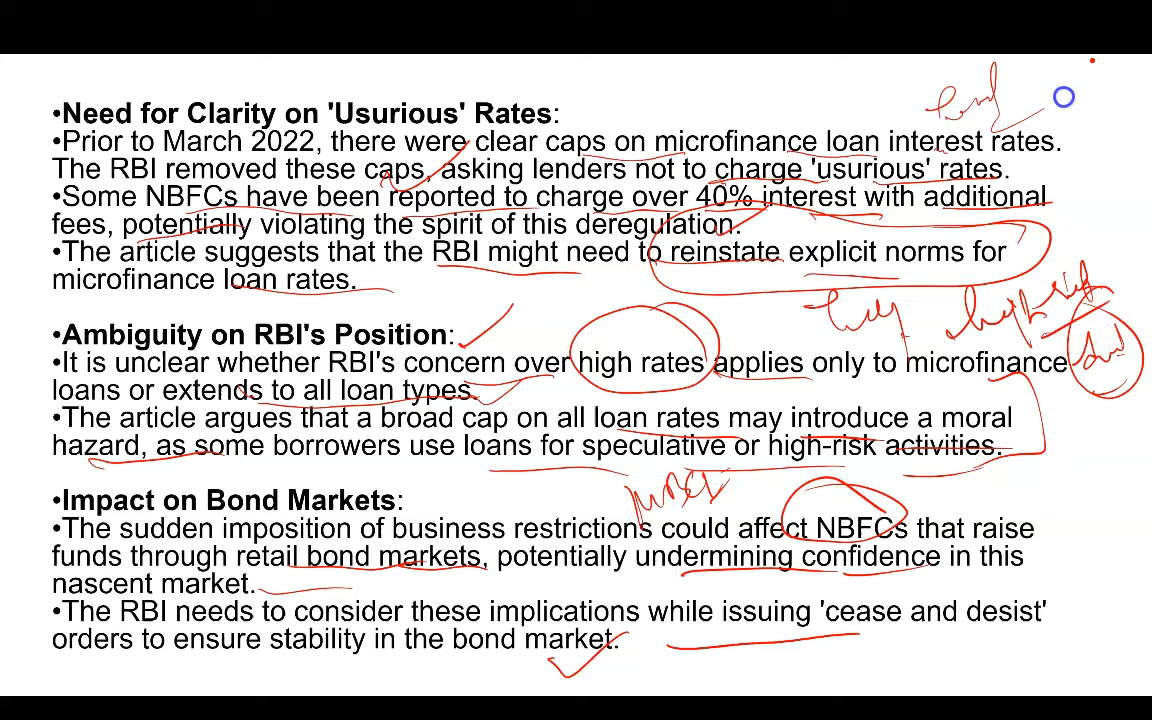 •Need for Clarity on 'Usurious' Rates:
•Prior to March 2022, there were clear caps on microfinance loan interest rates.
The RBI removed these caps, asking lenders not to charge 'usurious' rates.
•Some NBFCs have been reported to charge over 40% interest with additional
fees, potentially violating the spirit of this deregulation.
•The article suggests that the RBI might need to reinstate explicit norms for
microfinance loan rates.
•Ambiguity on RBI's Position:
•It is unclear whether RBI's concern over high rates applies only to microfinance
loans or extends to all loan types.
•The article argues that a broad cap on all loan rates may introduce a moral
hazard, as some borrowers use loans for speculative or high-risk activities.
•Impact on Bond Markets:
•The sudden imposition of business restrictions could affect NBFCs that raise
funds through retail bond markets, potentially undermining confidence in this
nascent market.
•The RBI needs to consider these implications while issuing 'cease and desist'
orders to ensure stability in the bond market.